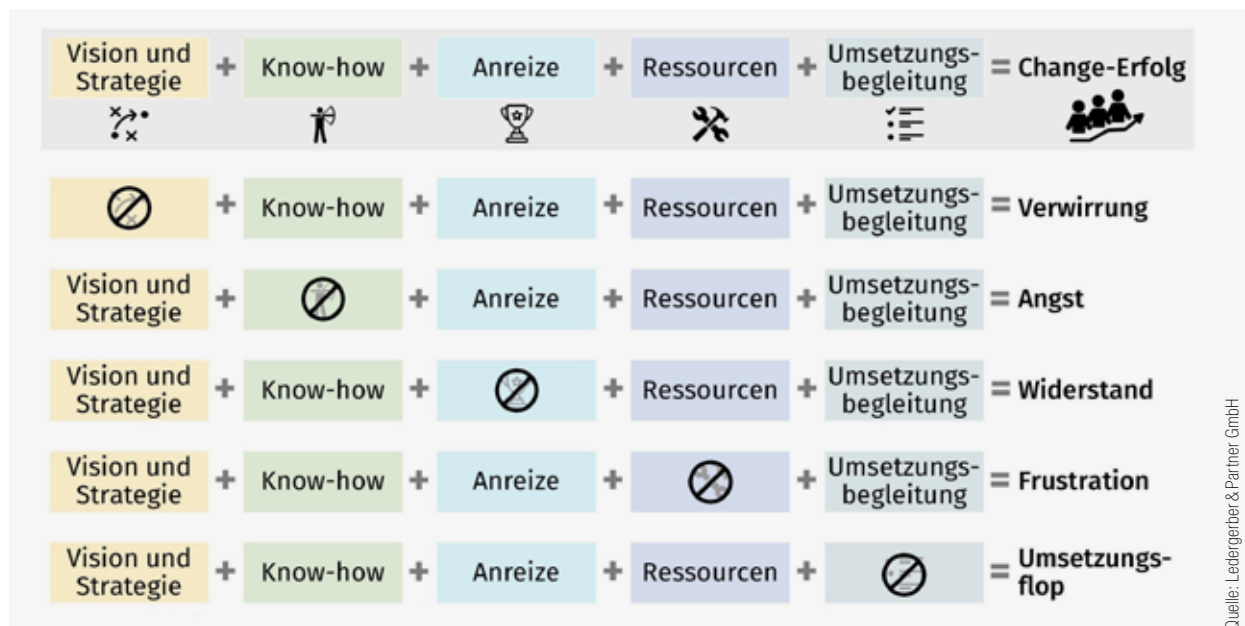 Vision und
Strategie + Know-how + Anreize + Ressourcen + Umsetzungs-
begleitung = Change-Erfolg
+ Know-how + Anreize + Ressourcen + Umsetzungs-
begleitung = Verwirrung
Vision und
Strategie + + Anreize + Ressourcen + Umsetzungs-
begleitung = Angst
Vision und
Strategie + Know-how + + Ressourcen + Umsetzungs-
begleitung = Widerstand
Vision und
Strategie + Know-how + Anreize + + Umsetzungs-
begleitung = Frustration
Vision und
Strategie + Know-how + Anreize + Ressourcen + = Umsetzungs-
flop
Quelle: Ledergerber & Partner GmbH